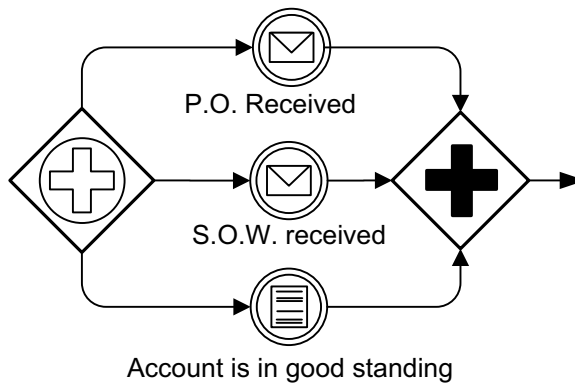 P.O. Received
S.O.W. received
Account is in good standing